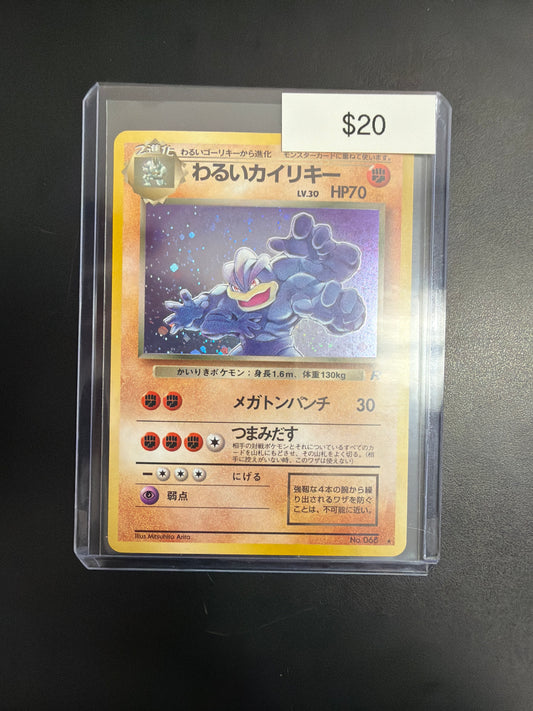 $20
2進化
わるいゴーリキーから進化 モンスターカードに重ねて使います。
わるいカイリキー
LV.30 HP70
かいりきポケモン：身長1.6m、体重130kg
R
メガトンパンチ 30
つまみだす
相手の対戦ポケモンとそれについているすべてのカ
ードを山札にもどさせ、その山札をよく切る。(相
手に控えがいない時、このワザは使えない)
にげる
弱点
強靭な4本の腕から繰
り出されるワザを防ぐ
ことは、不可能に近い。
Illus. Mitsuhiro Arita
No. 068 ★